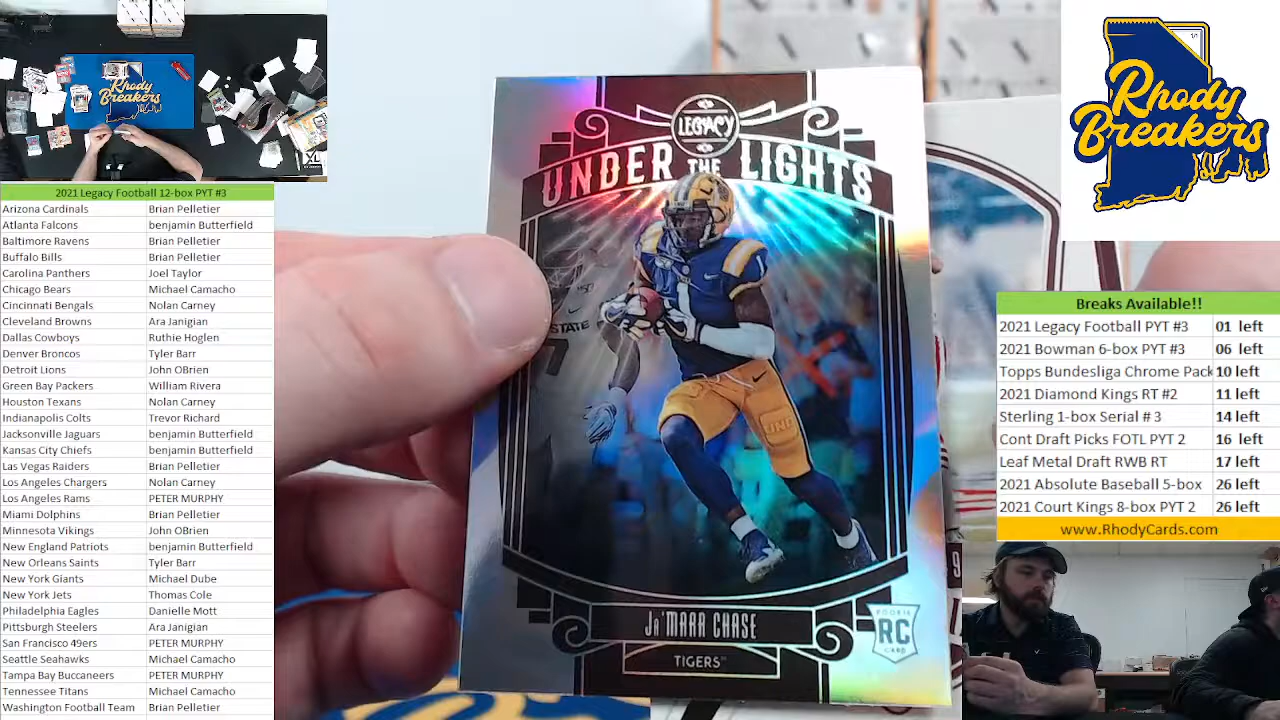 Rhody
Breakers
2021 Legacy Football 12-box PYT #3
Arizona Cardinals Brian Pelletier
Atlanta Falcons benjamin Butterfield
Baltimore Ravens Brian Pelletier
Buffalo Bills Brian Pelletier
Carolina Panthers Joel Taylor
Chicago Bears Michael Camacho
Cincinnati Bengals Nolan Carney
Cleveland Browns Ara Janigian
Dallas Cowboys Ruthie Hoglen
Denver Broncos Tyler Barr
Detroit Lions John OBrien
Green Bay Packers William Rivera
Houston Texans Nolan Carney
Indianapolis Colts Trevor Richard
Jacksonville Jaguars benjamin Butterfield
Kansas City Chiefs benjamin Butterfield
Las Vegas Raiders Brian Pelletier
Los Angeles Chargers Nolan Carney
Los Angeles Rams PETER MURPHY
Miami Dolphins Brian Pelletier
Minnesota Vikings John OBrien
New England Patriots benjamin Butterfield
New Orleans Saints Tyler Barr
New York Giants Michael Dube
New York Jets Thomas Cole
Philadelphia Eagles Danielle Mott
Pittsburgh Steelers Ara Janigian
San Francisco 49ers PETER MURPHY
Seattle Seahawks Michael Camacho
Tampa Bay Buccaneers PETER MURPHY
Tennessee Titans Michael Camacho
Washington Football Team Brian Pelletier
LEGACY
UNDER THE LIGHTS
STATE
7
1
JA'MARR CHASE
TIGERS
ROOKIE
RC
CARD
9
Rhody
Breakers
Breaks Available!!
2021 Legacy Football PYT #3 01 left
2021 Bowman 6-box PYT #3 06 left
Topps Bundesliga Chrome Pack 10 left
2021 Diamond Kings RT #2 11 left
Sterling 1-box Serial # 3 14 left
Cont Draft Picks FOTL PYT 2 16 left
Leaf Metal Draft RWB RT 17 left
2021 Absolute Baseball 5-box 26 left
2021 Court Kings 8-box PYT 2 26 left
www.RhodyCards.com